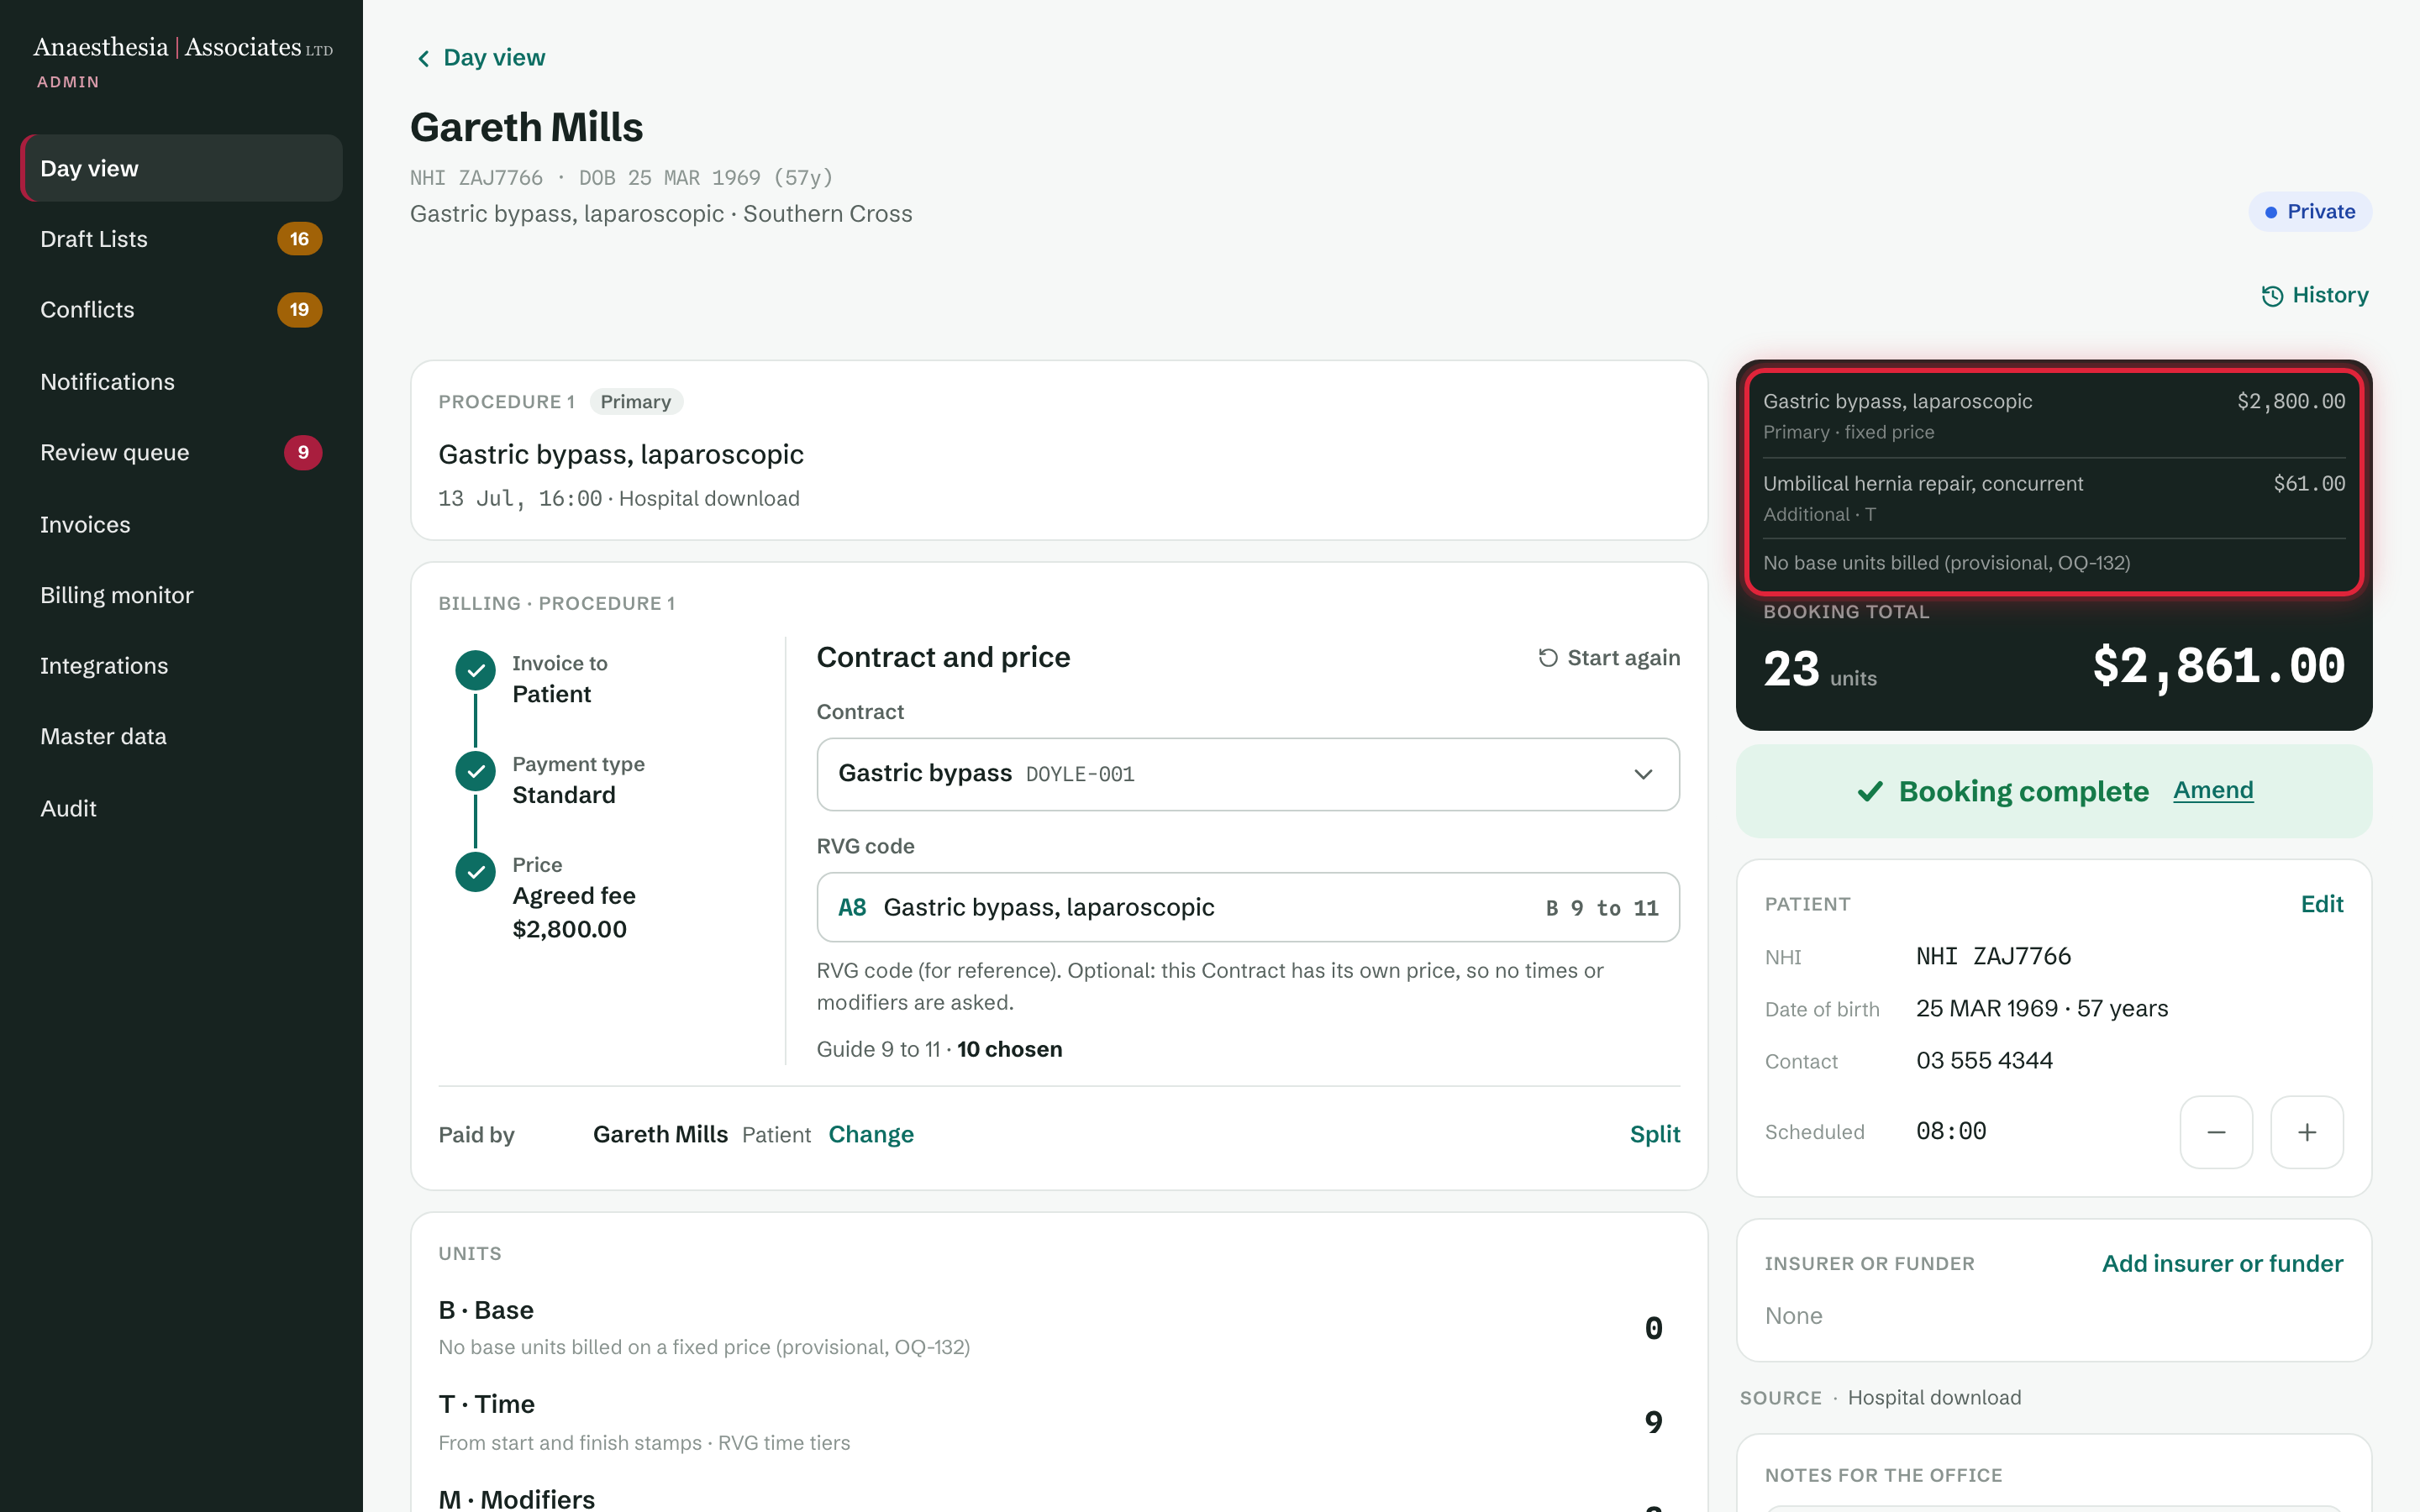 Anaesthesia | Associates LTD
ADMIN
Day view
Draft Lists 16
Conflicts 19
Notifications
Review queue 9
Invoices
Billing monitor
Integrations
Master data
Audit
Day view
Gareth Mills
NHI ZAJ7766 · DOB 25 MAR 1969 (57y)
Gastric bypass, laparoscopic · Southern Cross
Private
History
PROCEDURE 1 Primary
Gastric bypass, laparoscopic
13 Jul, 16:00 · Hospital download
BILLING · PROCEDURE 1
Invoice to
Patient
Payment type
Standard
Price
Agreed fee
$2,800.00
Contract and price
Start again
Contract
Gastric bypass DOYLE-001
RVG code
A8 Gastric bypass, laparoscopic B 9 to 11
RVG code (for reference). Optional: this Contract has its own price, so no times or
modifiers are asked.
Guide 9 to 11 · 10 chosen
Paid by Gareth Mills Patient Change Split
UNITS
B · Base 0
No base units billed on a fixed price (provisional, OQ-132)
T · Time 9
From start and finish stamps · RVG time tiers
M · Modifiers
Gastric bypass, laparoscopic $2,800.00
Primary · fixed price
Umbilical hernia repair, concurrent $61.00
Additional · T
No base units billed (provisional, OQ-132)
BOOKING TOTAL
23 units $2,861.00
Booking complete Amend
PATIENT Edit
NHI NHI ZAJ7766
Date of birth 25 MAR 1969 · 57 years
Contact 03 555 4344
Scheduled 08:00 − +
INSURER OR FUNDER Add insurer or funder
None
SOURCE · Hospital download
NOTES FOR THE OFFICE